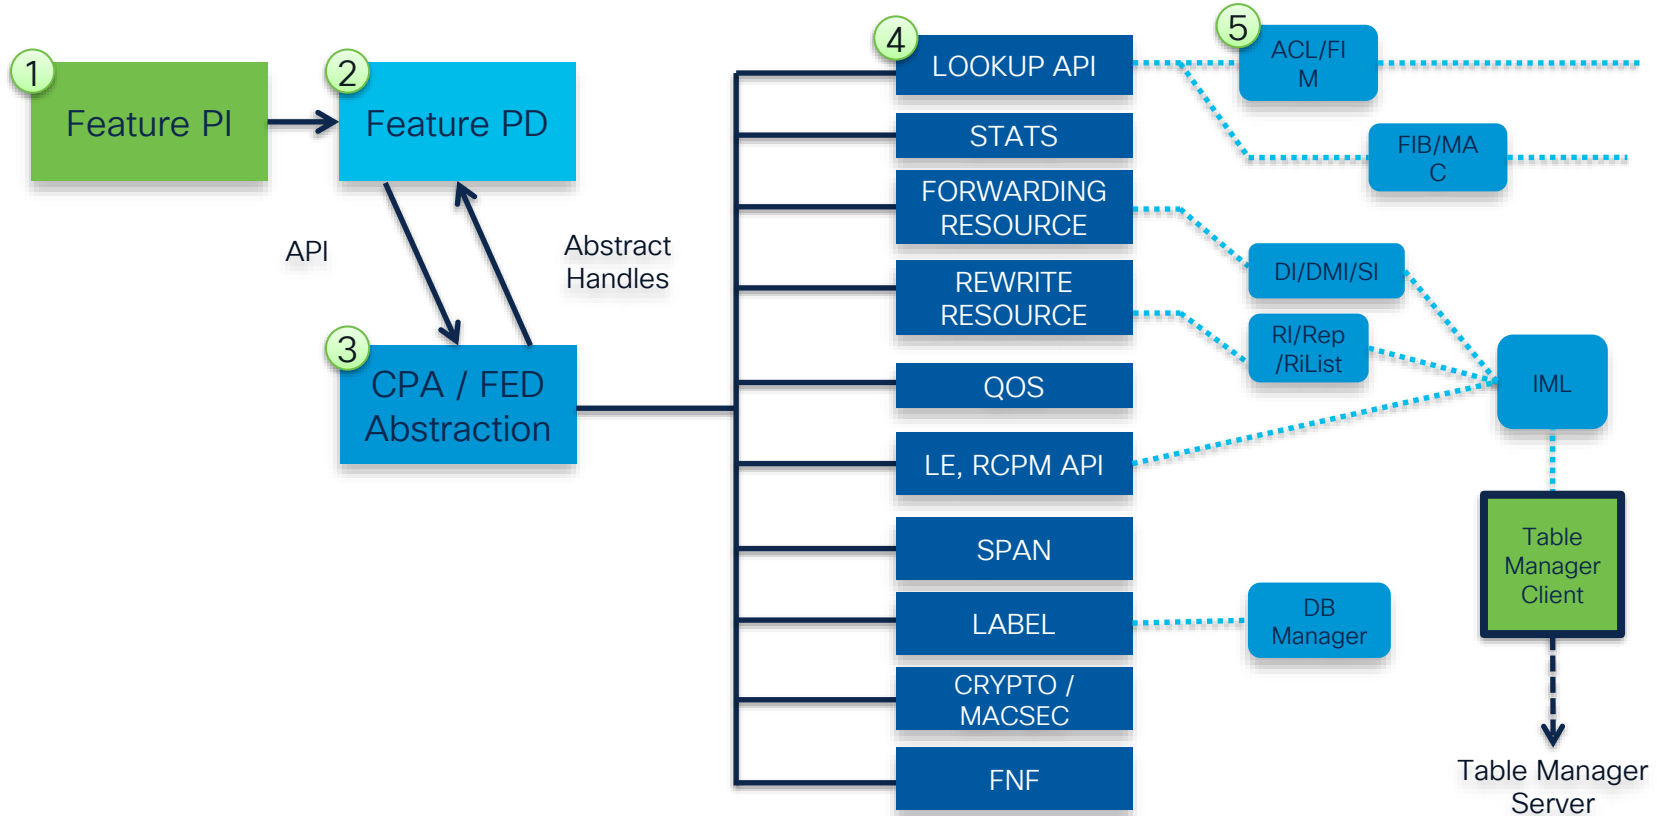 1
Feature PI
2
Feature PD
API
Abstract
Handles
3
CPA / FED
Abstraction
4
LOOKUP API
STATS
FORWARDING
RESOURCE
REWRITE
RESOURCE
QOS
LE, RCPM API
SPAN
LABEL
CRYPTO /
MACSEC
FNF
5
ACL/FI
M
FIB/MA
C
DI/DMI/SI
RI/Rep
/RiList
IML
DB
Manager
Table
Manager
Client
Table Manager
Server